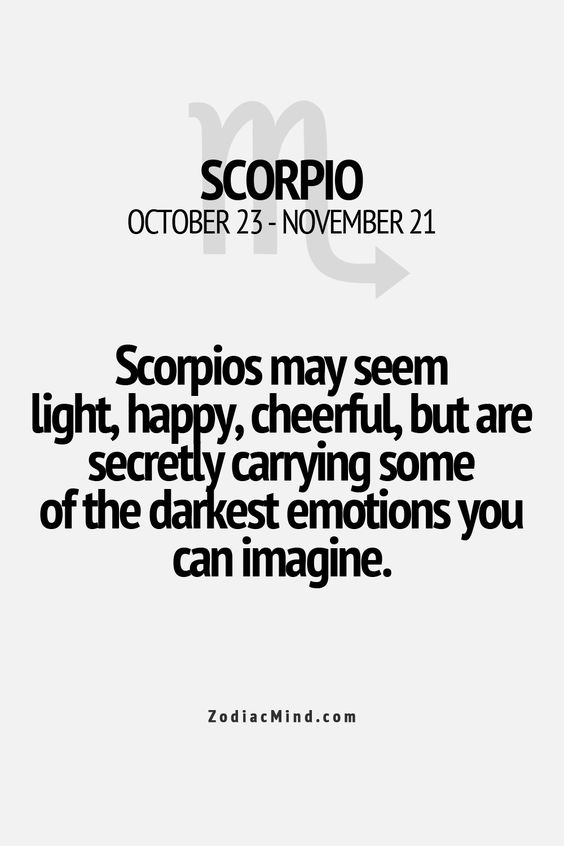 SCORPIO
OCTOBER 23 - NOVEMBER 21
Scorpios may seem
light, happy, cheerful, but are
secretly carrying some
of the darkest emotions you
can imagine.
ZodiacMind.com